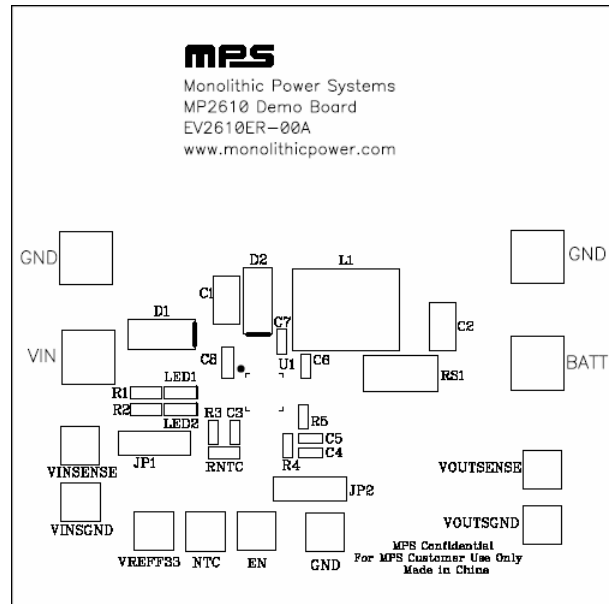 MPS
Monolithic Power Systems
MP2610 Demo Board
EV2610ER-00A
www.monolithicpower.com
GND
GND
D2
L1
C1
D1
C7
C2
VIN
C8
U1
C6
RS1
BATT
R1
LED1
R2
LED2
R3
C3
R5
C5
C4
R4
RNTC
JP1
VINSENSE
VOUTSENSE
JP2
VINSGND
VOUTSGND
VREFF33
NTC
EN
GND
MPS Confidential
For MPS Customer Use Only
Made in China